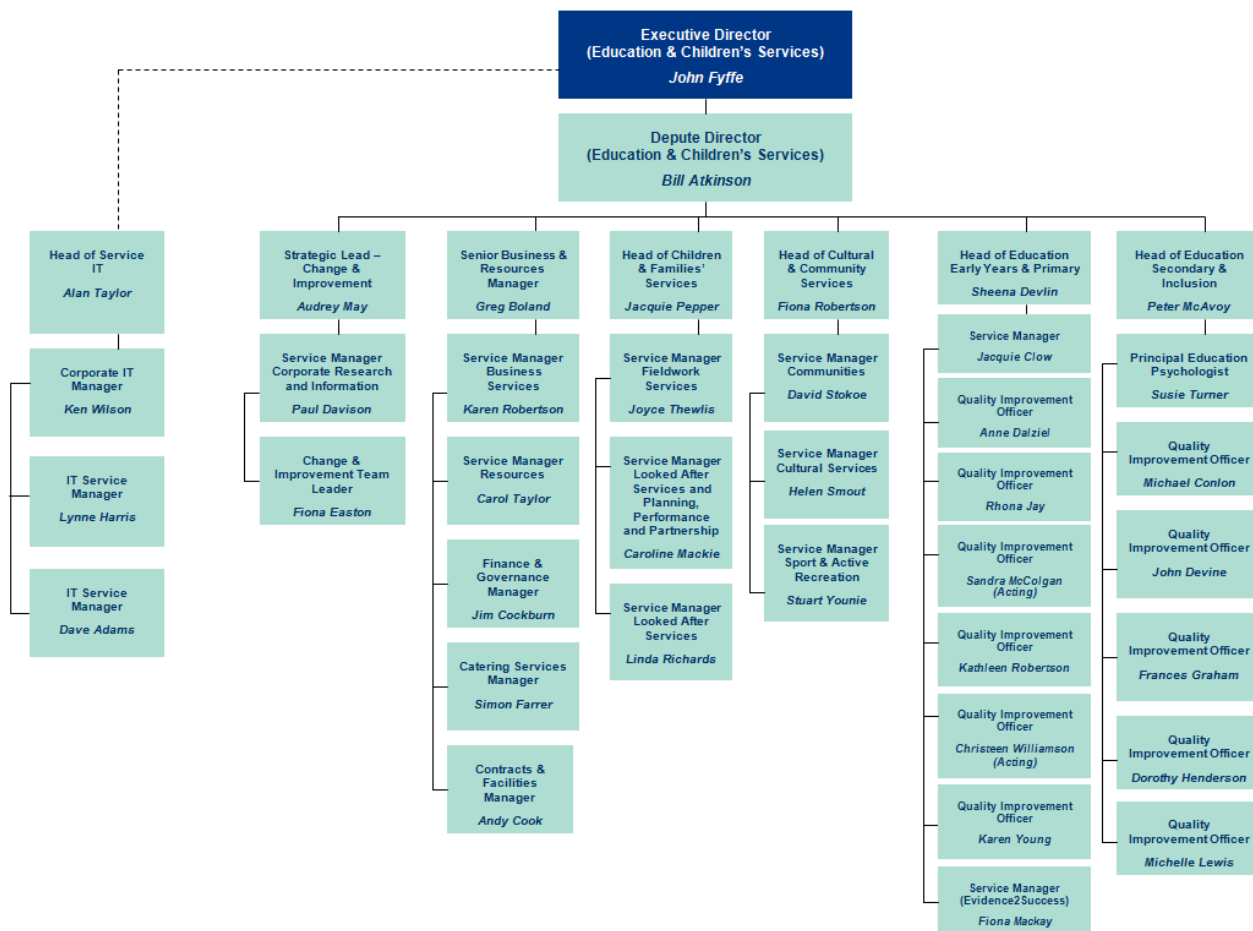 Executive Director
(Education & Children's Services)
John Fyffe
Depute Director
(Education & Children's Services)
Bill Atkinson
Head of Service
IT
Alan Taylor
Corporate IT
Manager
Ken Wilson
IT Service
Manager
Lynne Harris
IT Service
Manager
Dave Adams
Strategic Lead –
Change &
Improvement
Audrey May
Service Manager
Corporate Research
and Information
Paul Davison
Change &
Improvement Team
Leader
Fiona Easton
Senior Business &
Resources
Manager
Greg Boland
Service Manager
Business
Services
Karen Robertson
Service Manager
Resources
Carol Taylor
Finance &
Governance
Manager
Jim Cockburn
Catering Services
Manager
Simon Farrer
Contracts &
Facilities
Manager
Andy Cook
Head of Children
& Families'
Services
Jacquie Pepper
Service Manager
Fieldwork
Services
Joyce Thewlis
Service Manager
Looked After
Services and
Planning,
Performance
and Partnership
Caroline Mackie
Service Manager
Looked After
Services
Linda Richards
Head of Cultural
& Community
Services
Fiona Robertson
Service Manager
Communities
David Stokoe
Service Manager
Cultural Services
Helen Smout
Service Manager
Sport & Active
Recreation
Stuart Younie
Head of Education
Early Years & Primary
Sheena Devlin
Service Manager
Jacquie Clow
Quality Improvement
Officer
Anne Dalziel
Quality Improvement
Officer
Rhona Jay
Quality Improvement
Officer
Sandra McColgan
(Acting)
Quality Improvement
Officer
Kathleen Robertson
Quality Improvement
Officer
Christeen Williamson
(Acting)
Quality Improvement
Officer
Karen Young
Service Manager
(Evidence2Success)
Fiona Mackay
Head of Education
Secondary &
Inclusion
Peter McAvoy
Principal Education
Psychologist
Susie Turner
Quality
Improvement Officer
Michael Conlon
Quality
Improvement Officer
John Devine
Quality
Improvement Officer
Frances Graham
Quality
Improvement Officer
Dorothy Henderson
Quality
Improvement Officer
Michelle Lewis